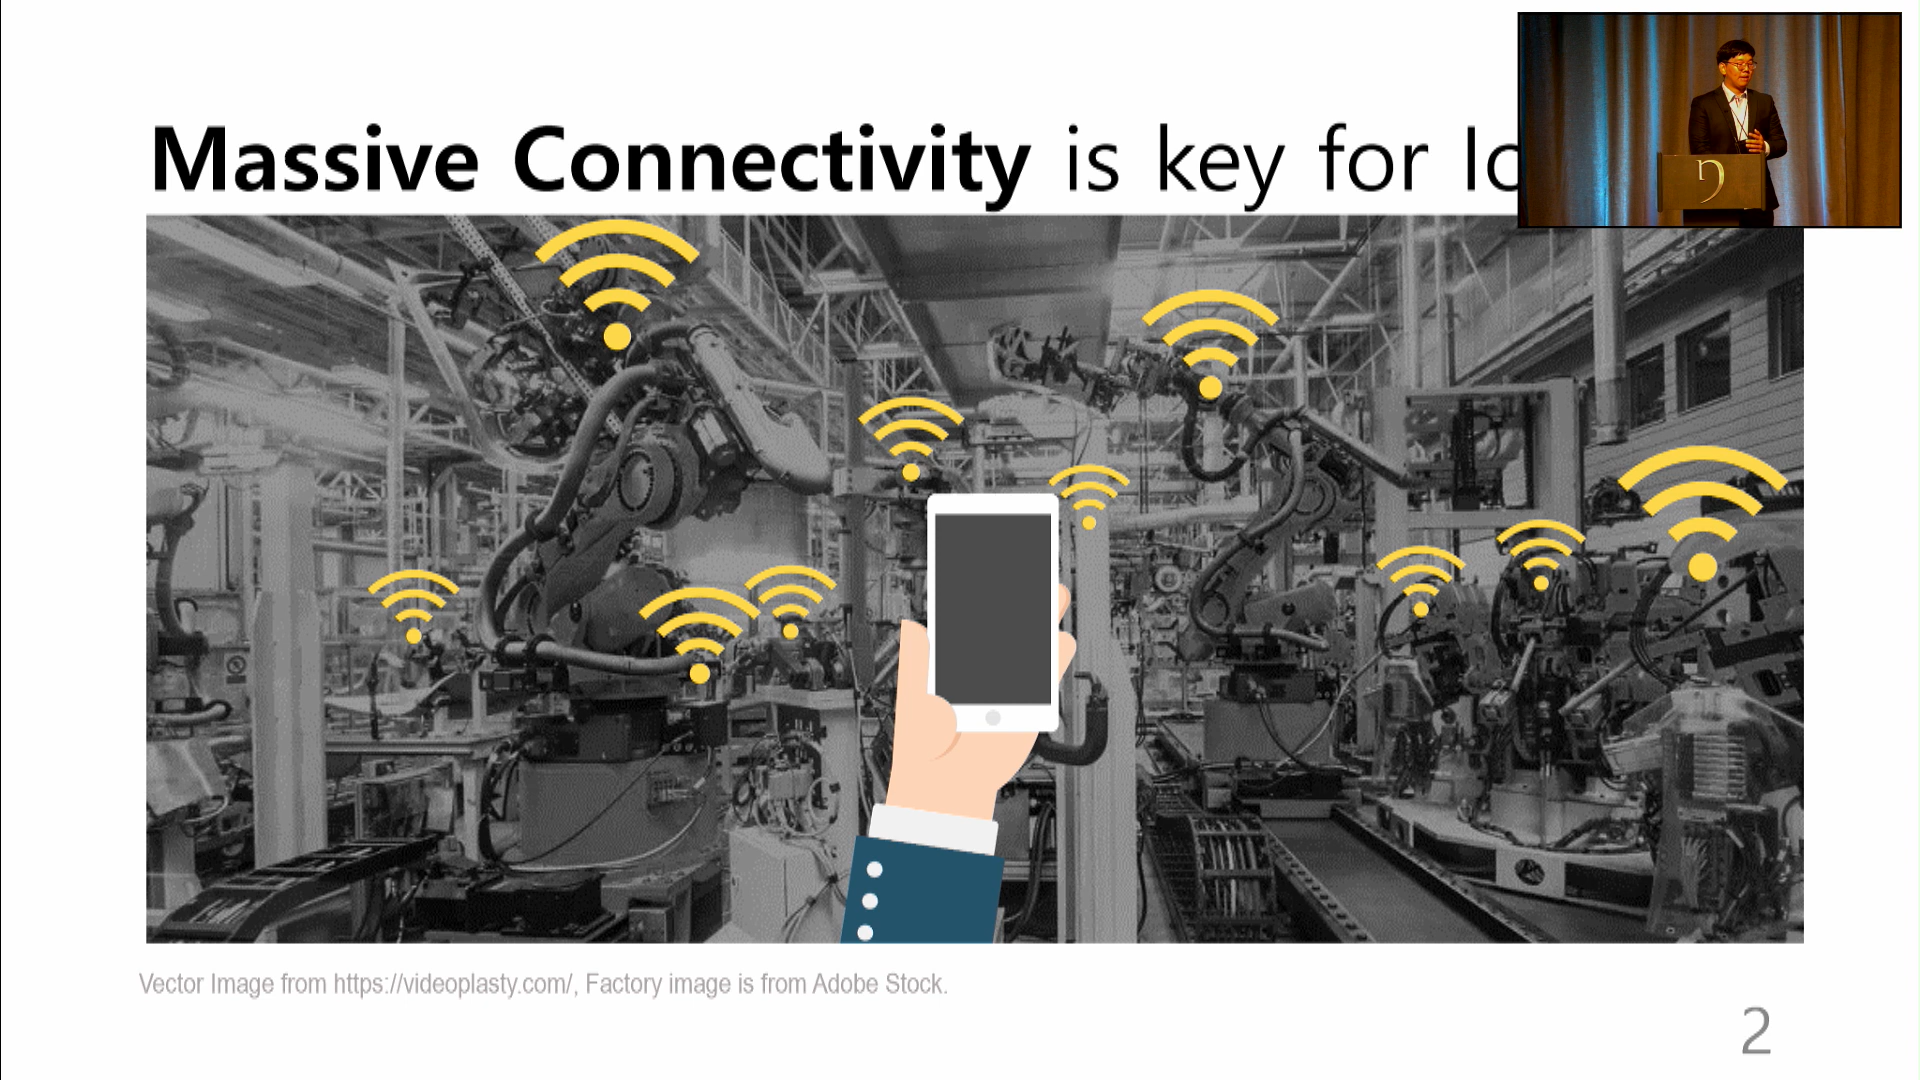 Massive Connectivity is key for Io
Vector Image from https://videoplasty.com/, Factory image is from Adobe Stock.
2